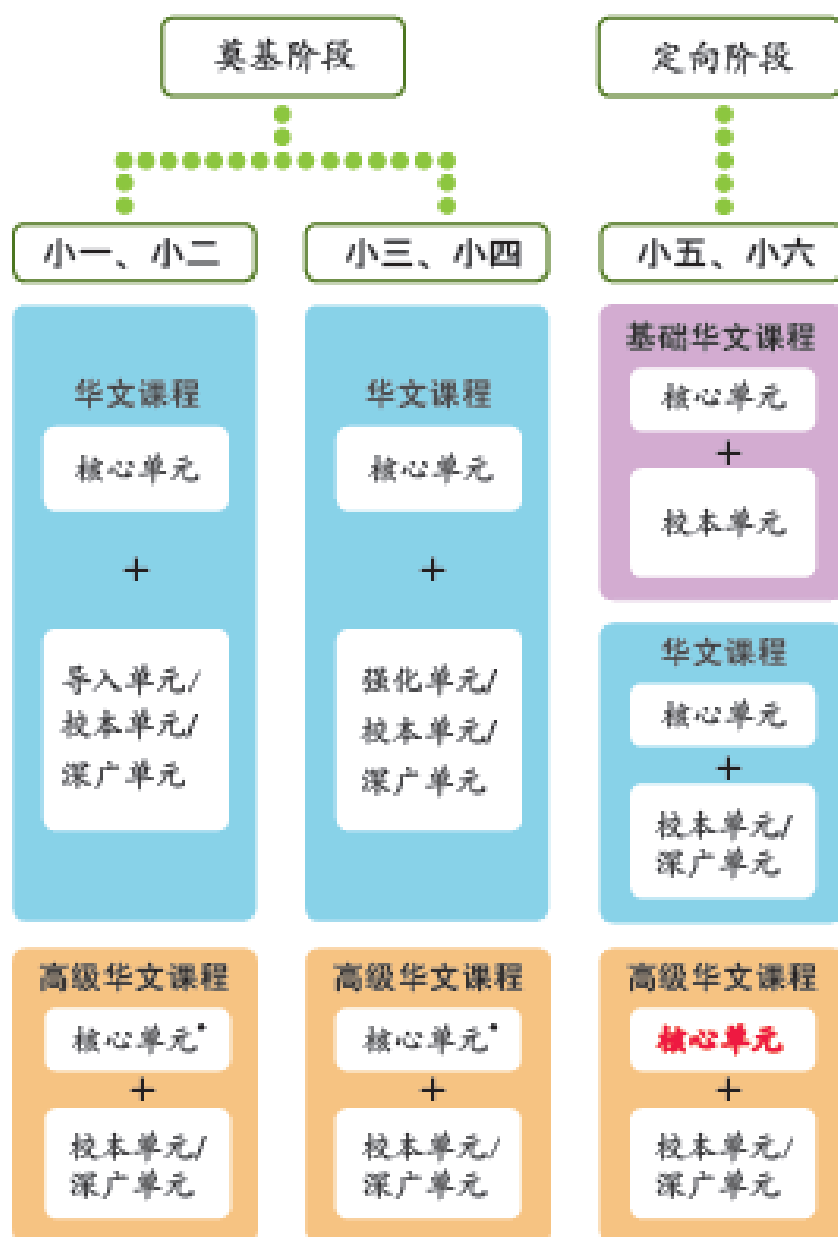 奠基阶段
定向阶段
小一、小二
小三、小四
小五、小六
华文课程
核心单元
+
导入单元/
校本单元/
深广单元
华文课程
核心单元
+
强化单元/
校本单元/
深广单元
基础华文课程
核心单元
+
校本单元
华文课程
核心单元
+
校本单元/
深广单元
高级华文课程
核心单元*
+
校本单元/
深广单元
高级华文课程
核心单元*
+
校本单元/
深广单元
高级华文课程
核心单元
+
校本单元/
深广单元